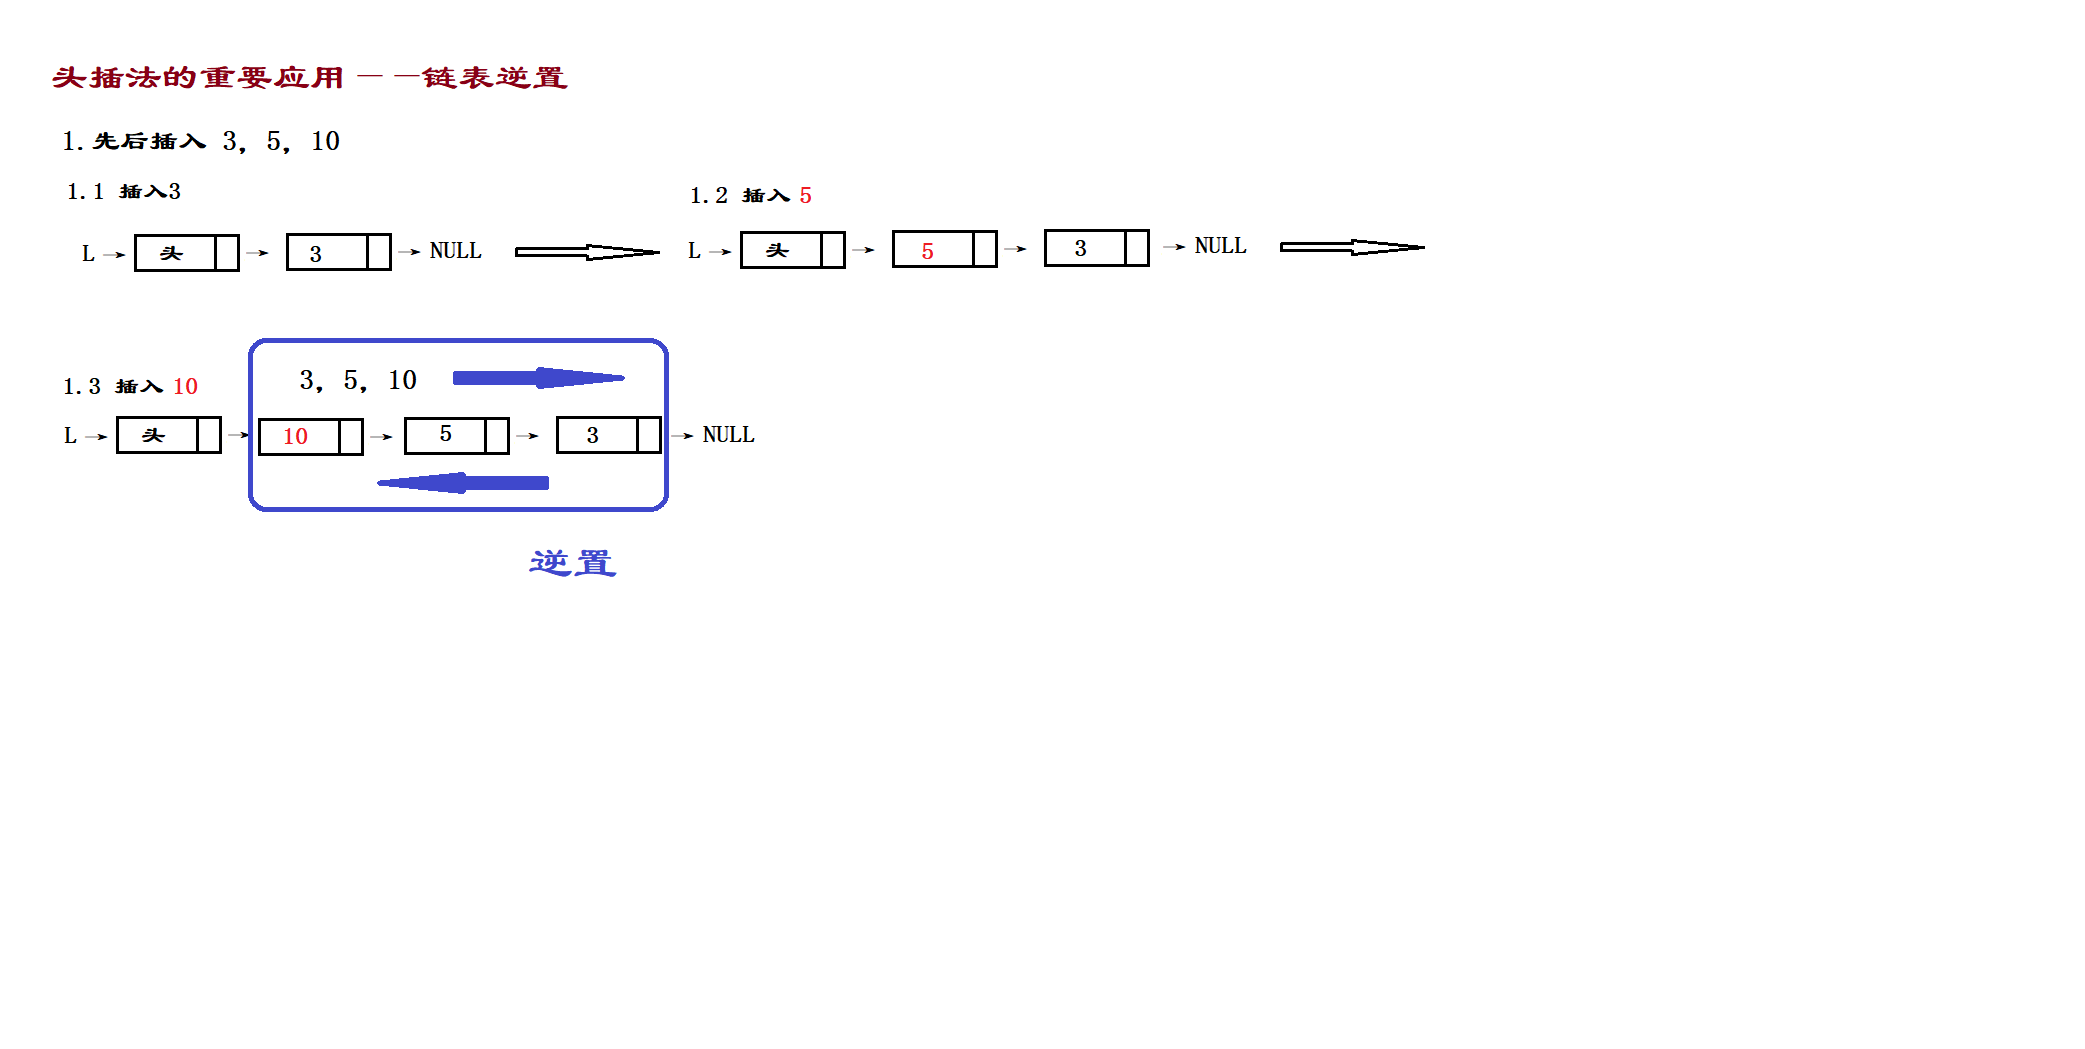 头插法的重要应用——链表逆置
1.先后插入 3, 5, 10
1.1 插入3
L 头 3 NULL
1.2 插入 5
L 头 5 3 NULL
1.3 插入 10
3, 5, 10
L 头 10 5 3 NULL
逆置